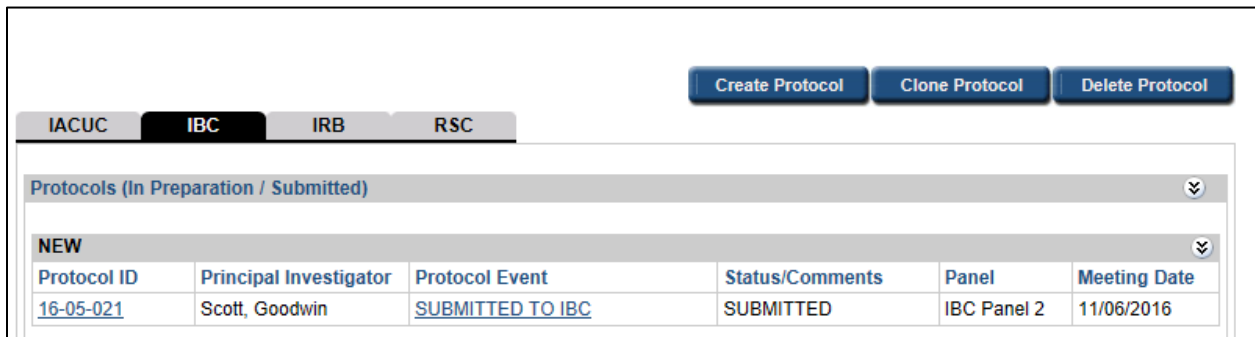 Create Protocol Clone Protocol Delete Protocol
IACUC IBC IRB RSC
Protocols (In Preparation / Submitted)
NEW
Protocol ID Principal Investigator Protocol Event Status/Comments Panel Meeting Date
16-05-021 Scott, Goodwin SUBMITTED TO IBC SUBMITTED IBC Panel 2 11/06/2016